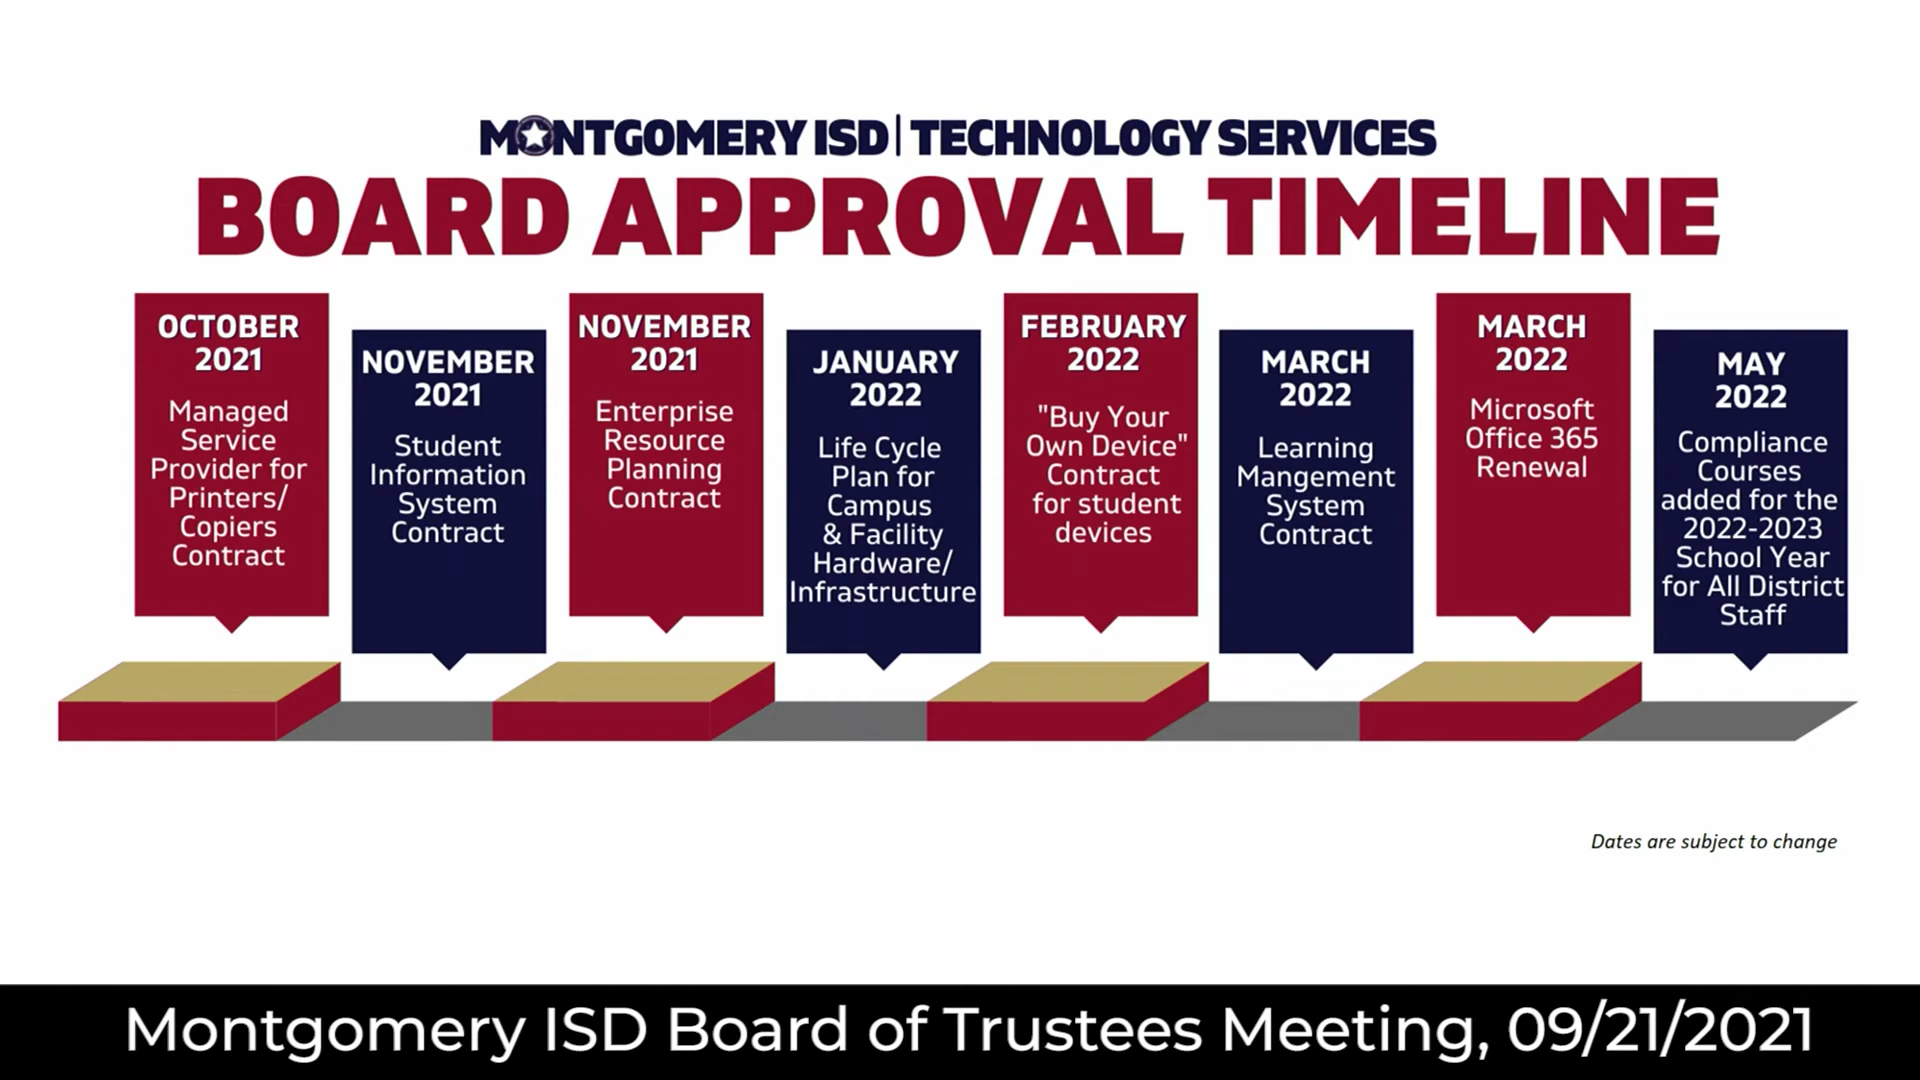 MONTGOMERY ISD | TECHNOLOGY SERVICES
BOARD APPROVAL TIMELINE
OCTOBER
2021
Managed
Service
Provider for
Printers/
Copiers
Contract
NOVEMBER
2021
Student
Information
System
Contract
NOVEMBER
2021
Enterprise
Resource
Planning
Contract
JANUARY
2022
Life Cycle
Plan for
Campus
& Facility
Hardware/
Infrastructure
FEBRUARY
2022
"Buy Your
Own Device"
Contract
for student
devices
MARCH
2022
Learning
Mangement
System
Contract
MARCH
2022
Microsoft
Office 365
Renewal
MAY
2022
Compliance
Courses
added for the
2022-2023
School Year
for All District
Staff
Dates are subject to change
Montgomery ISD Board of Trustees Meeting, 09/21/2021